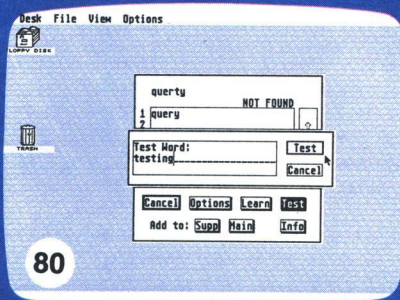 Desk File View Options
LOPPY DISK
querty
NOT FOUND
1 query
2
TRASH
Test Word:
testing
Test
Cancel
Cancel Options Learn Test
Add to: Supp Main Info
80